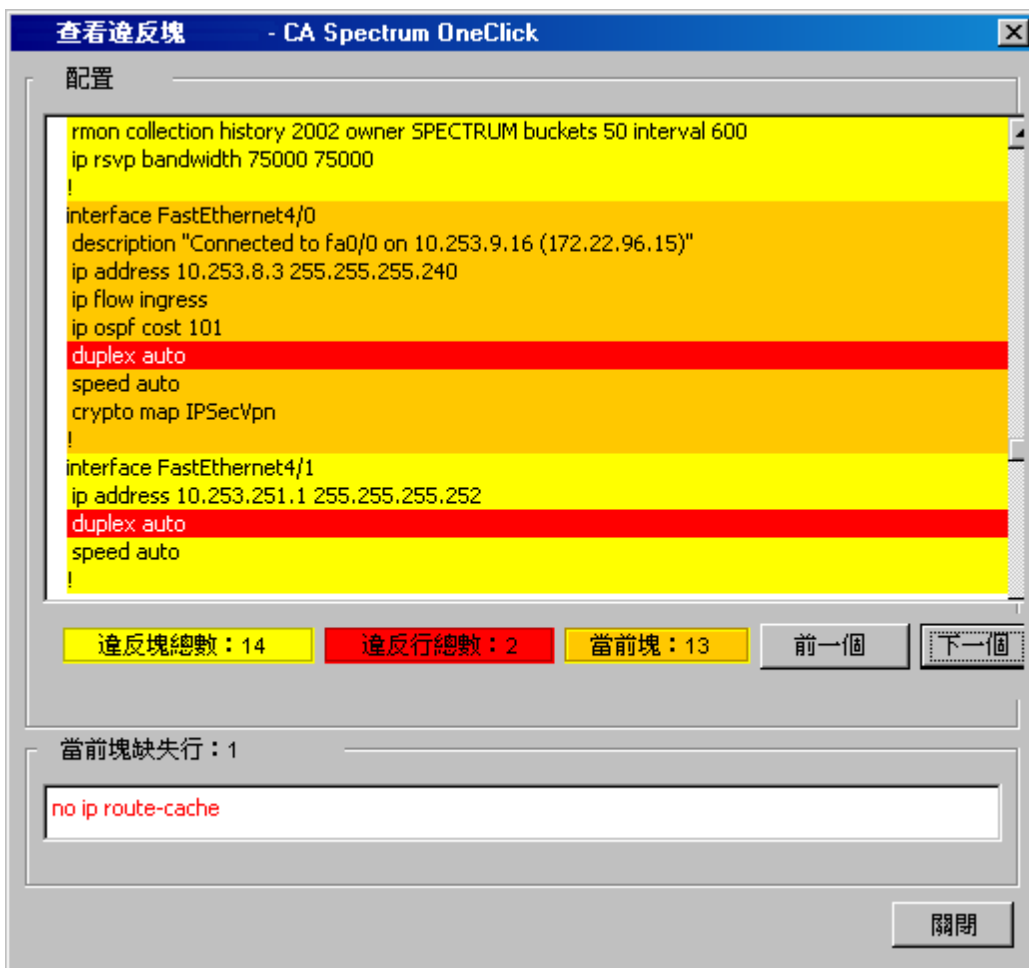 查看違反塊 - CA Spectrum OneClick
配置
rmon collection history 2002 owner SPECTRUM buckets 50 interval 600
ip rsvp bandwidth 75000 75000
!
interface FastEthernet4/0
description "Connected to fa0/0 on 10.253.9.16 (172.22.96.15)"
ip address 10.253.8.3 255.255.255.240
ip flow ingress
ip ospf cost 101
duplex auto
speed auto
crypto map IPSecVpn
!
interface FastEthernet4/1
ip address 10.253.251.1 255.255.255.252
duplex auto
speed auto
!
違反塊總數：14 違反行總數：2 當前塊：13 前一個 下一個
當前塊缺失行：1
no ip route-cache
關閉